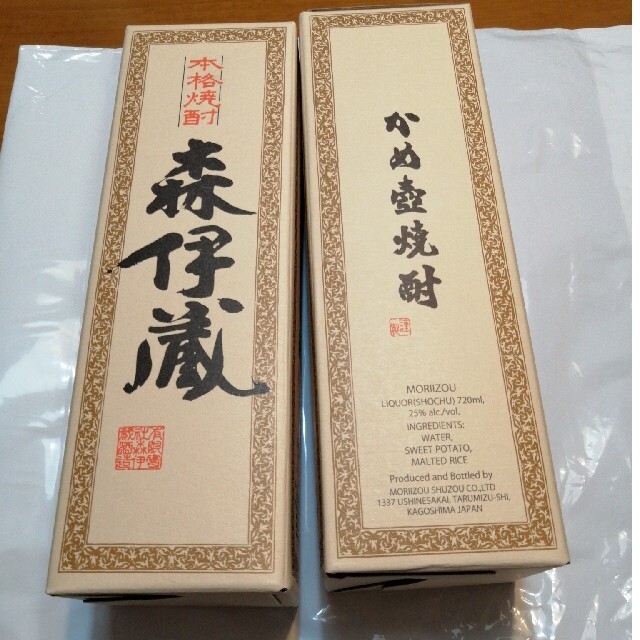 本格焼酎
森伊蔵
かめ壺焼酎
MORIIZOU
LIQUOR(SHOCHU) 720ml,
25% alc./vol.
INGREDIENTS:
WATER,
SWEET POTATO,
MALTED RICE
Produced and Bottled by
MORIIZOU SHUZOU CO.,LTD
1337 USHINESAKAI, TARUMIZU-SHI,
KAGOSHIMA JAPAN